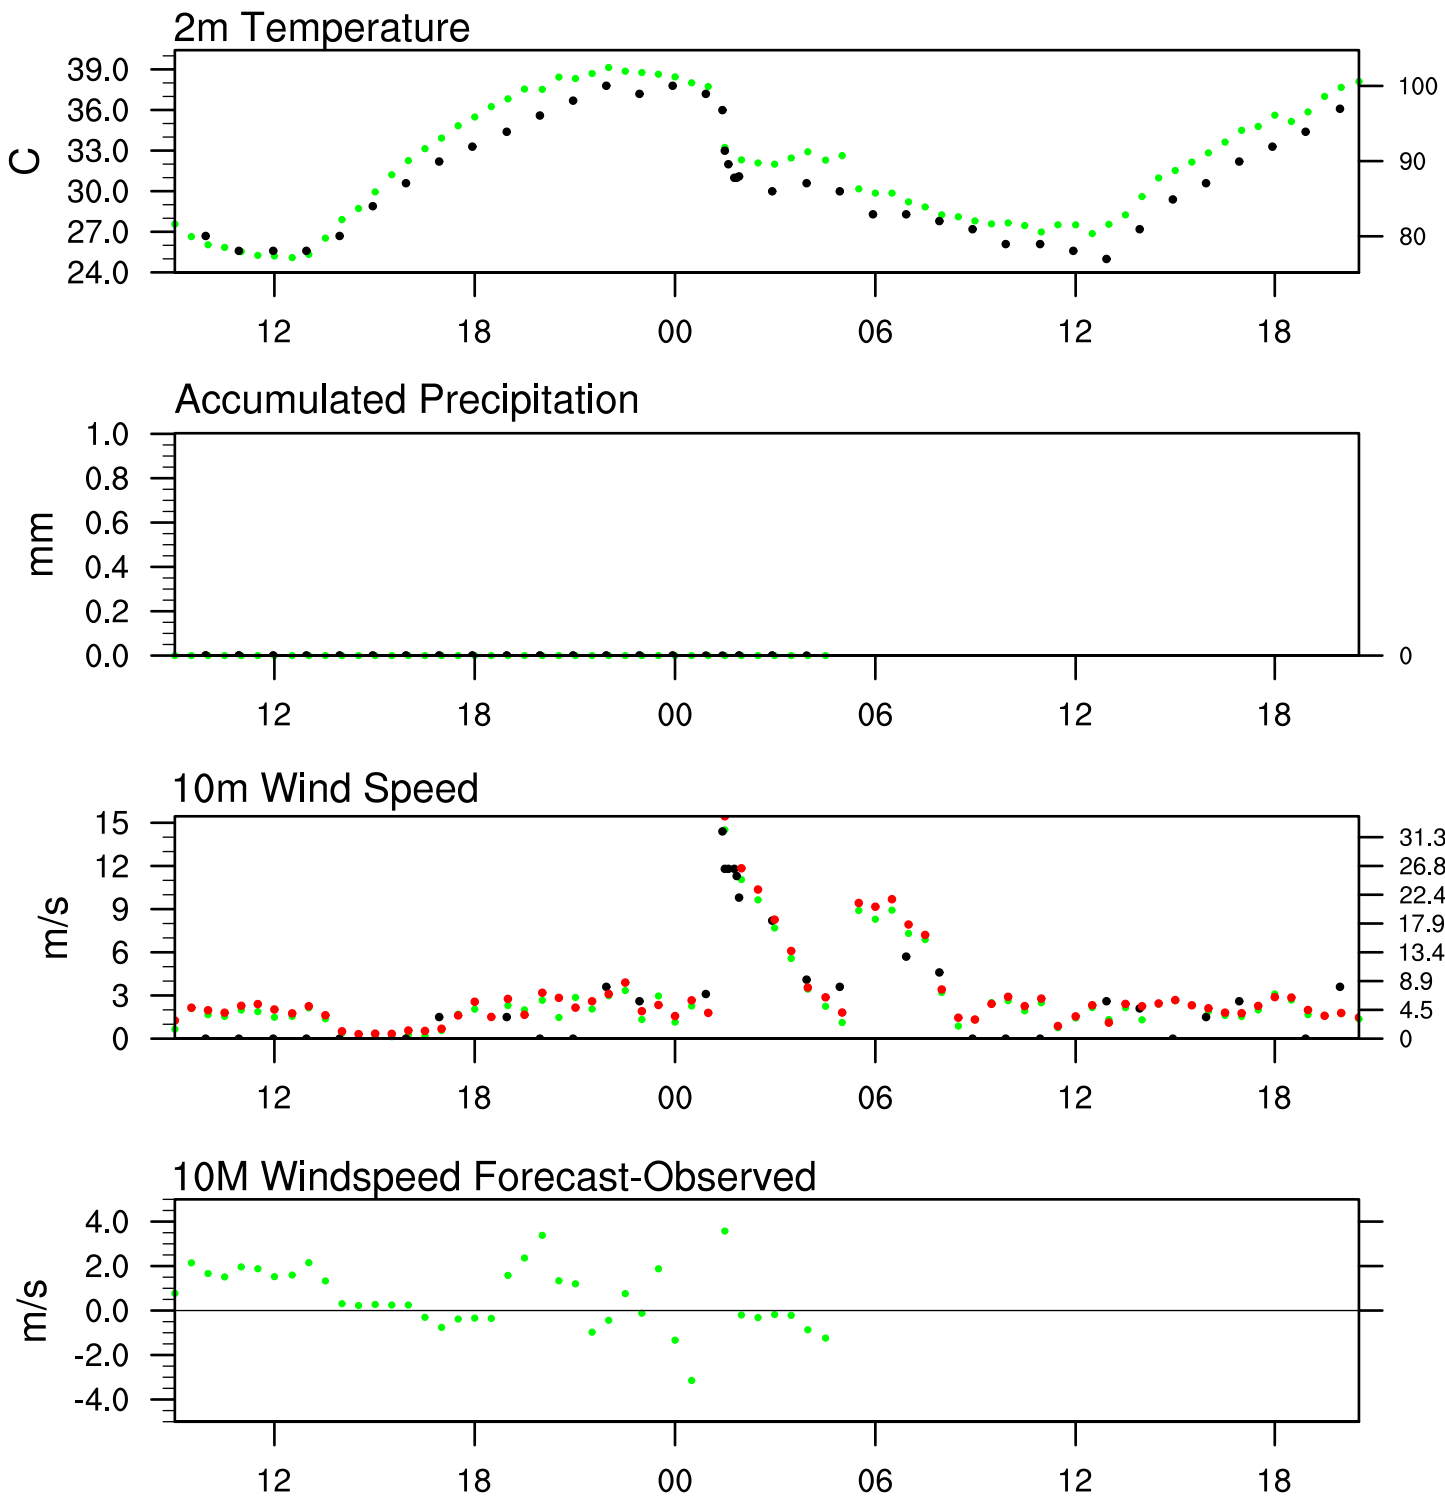 2m Temperature
39.0
36.0
33.0
30.0
27.0
24.0
C
100
90
80
12 18 00 06 12 18
Accumulated Precipitation
1.0
0.8
0.6
0.4
0.2
0.0
mm
0
12 18 00 06 12 18
10m Wind Speed
15
12
9
6
3
0
m/s
31.3
26.8
22.4
17.9
13.4
8.9
4.5
0
12 18 00 06 12 18
10M Windspeed Forecast-Observed
4.0
2.0
0.0
-2.0
-4.0
m/s
12 18 00 06 12 18